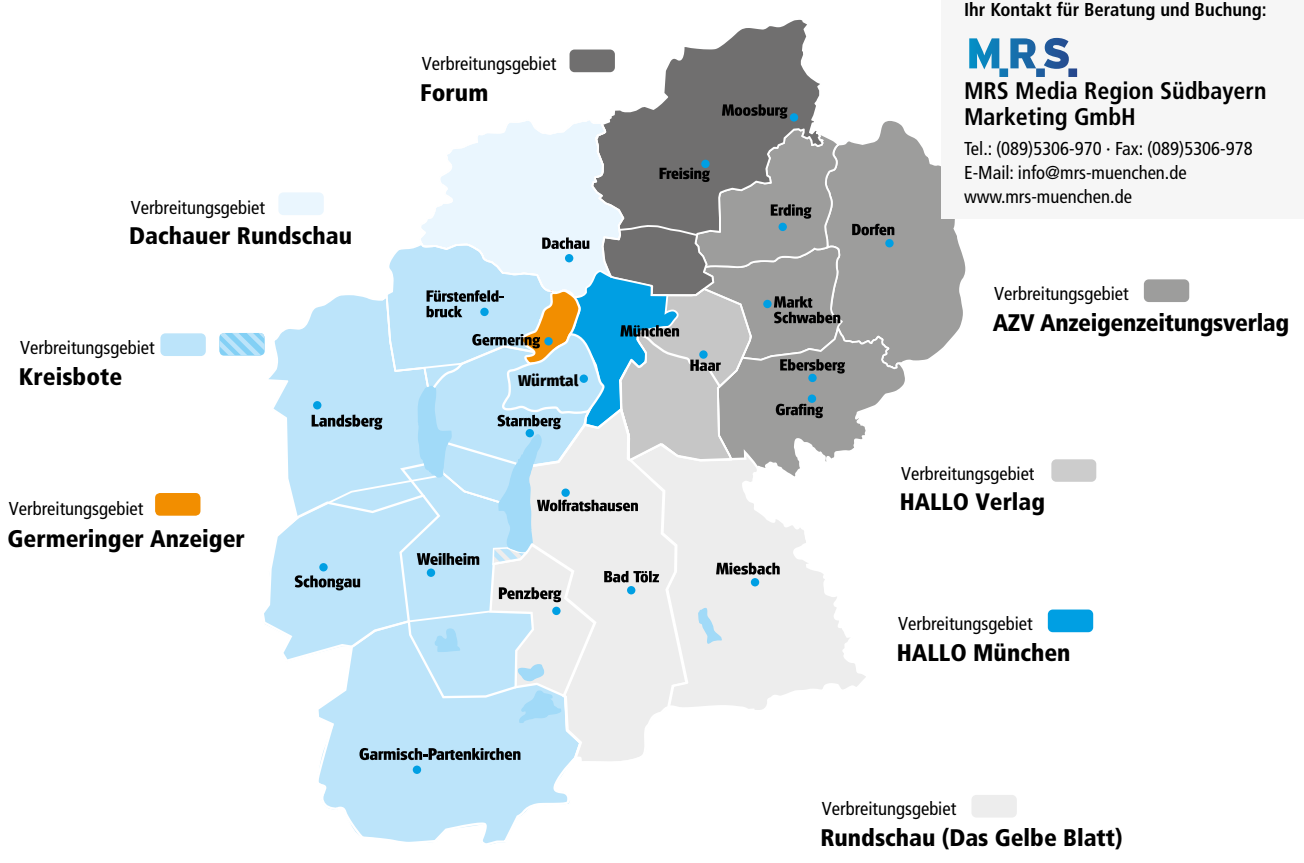 Ihr Kontakt für Beratung und Buchung:
M.R.S.
MRS Media Region Südbayern
Marketing GmbH
Tel.: (089)5306-970 · Fax: (089)5306-978
E-Mail: info@mrs-muenchen.de
www.mrs-muenchen.de
Verbreitungsgebiet
Forum
Moosburg
Freising
Verbreitungsgebiet
Dachauer Rundschau
Erding
Dorfen
Dachau
Verbreitungsgebiet
AZV Anzeigenzeitungsverlag
Fürstenfeld-
bruck
Markt
Schwaben
München
Germering
Verbreitungsgebiet
Kreisbote
Haar
Ebersberg
Würmtal
Grafing
Landsberg
Starnberg
Verbreitungsgebiet
HALLO Verlag
Verbreitungsgebiet
Germeringer Anzeiger
Wolfratshausen
Weilheim
Schongau
Bad Tölz
Miesbach
Penzberg
Verbreitungsgebiet
HALLO München
Garmisch-Partenkirchen
Verbreitungsgebiet
Rundschau (Das Gelbe Blatt)